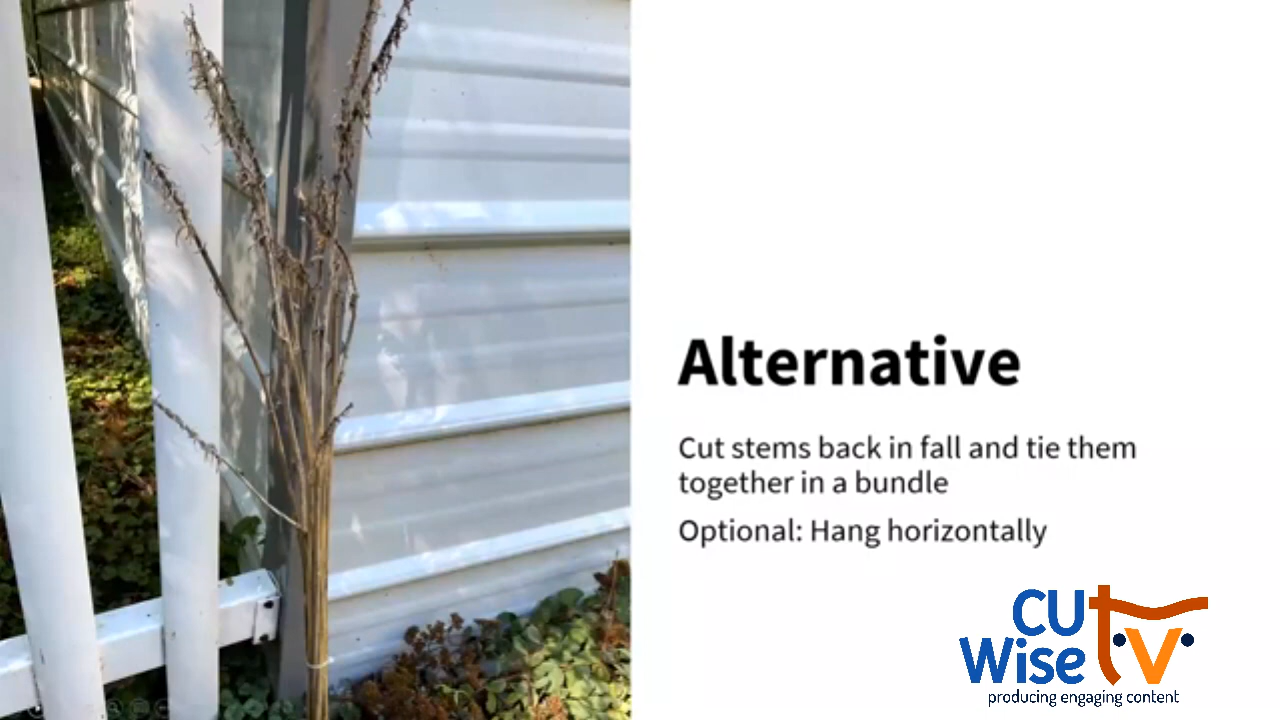 Alternative
Cut stems back in fall and tie them
together in a bundle
Optional: Hang horizontally
CU
Wise tv
producing engaging content